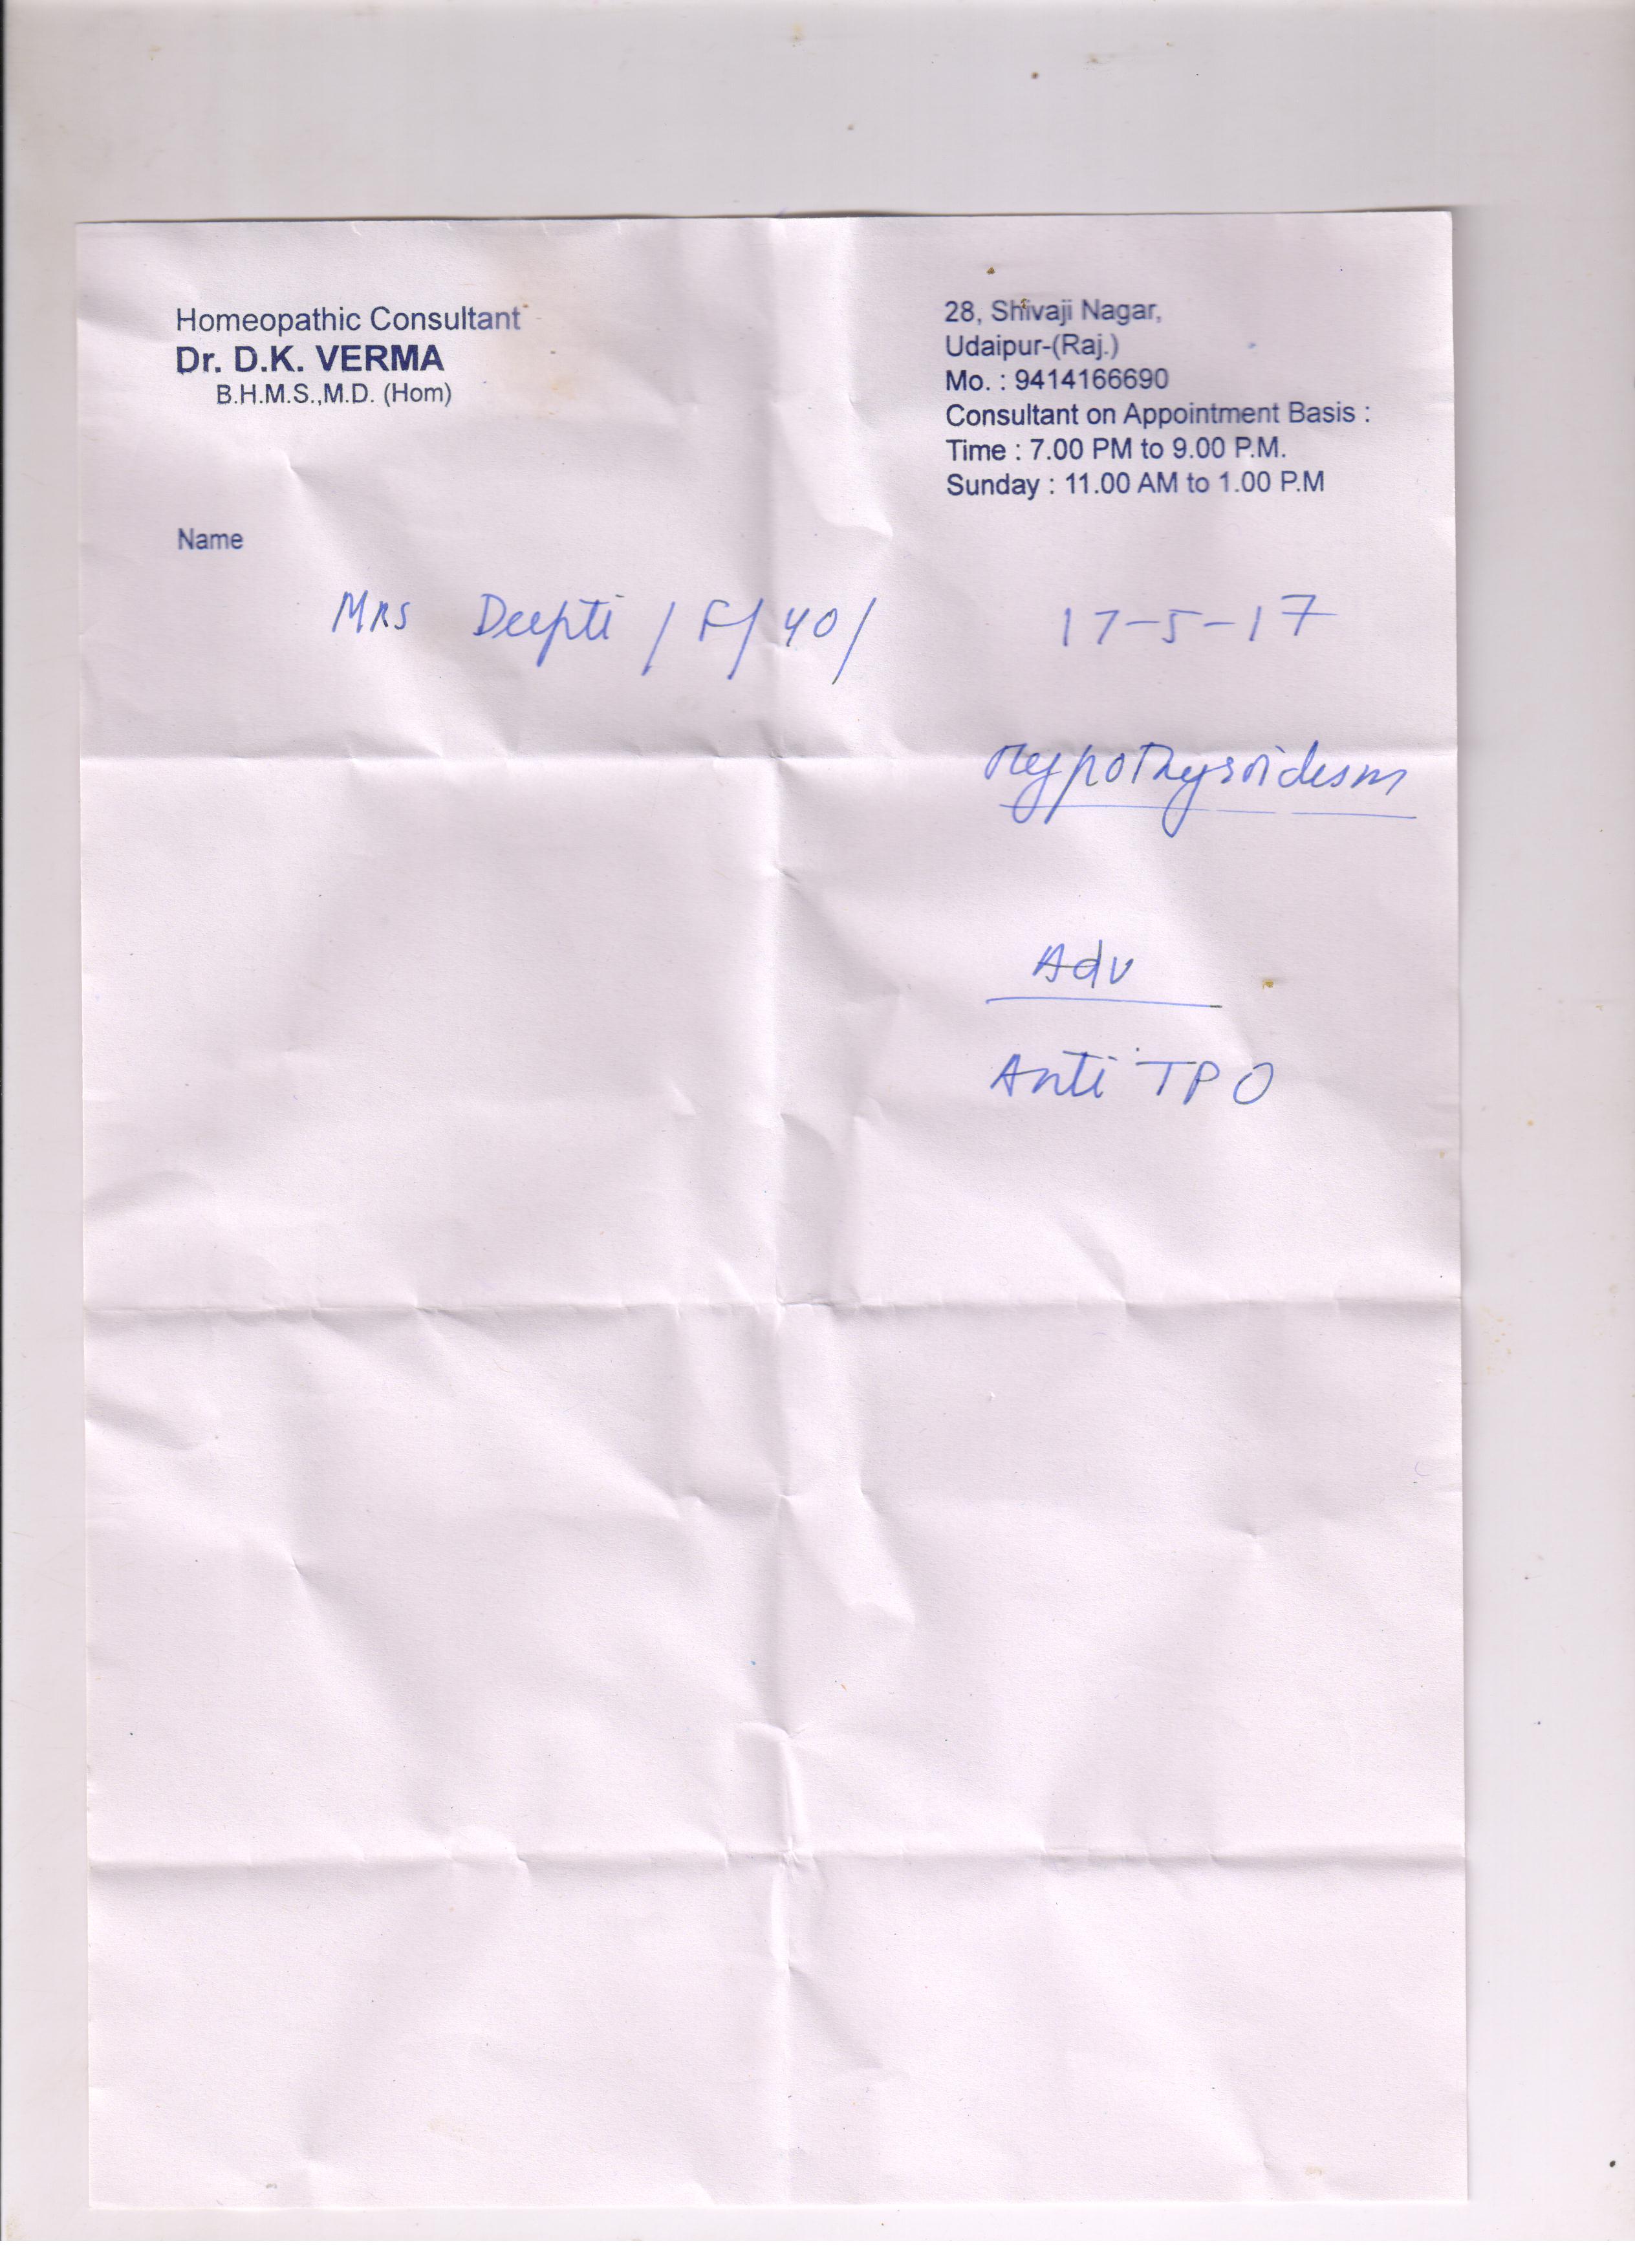 Homeopathic Consultant
Dr. D.K. VERMA
B.H.M.S.,M.D. (Hom)
28, Shivaji Nagar,
Udaipur-(Raj.)
Mo. : 9414166690
Consultant on Appointment Basis :
Time : 7.00 PM to 9.00 P.M.
Sunday : 11.00 AM to 1.00 P.M
Name
Mrs Deepti / F / 40 / 17-5-17
Hypothyroidism
Adv
Anti TPO